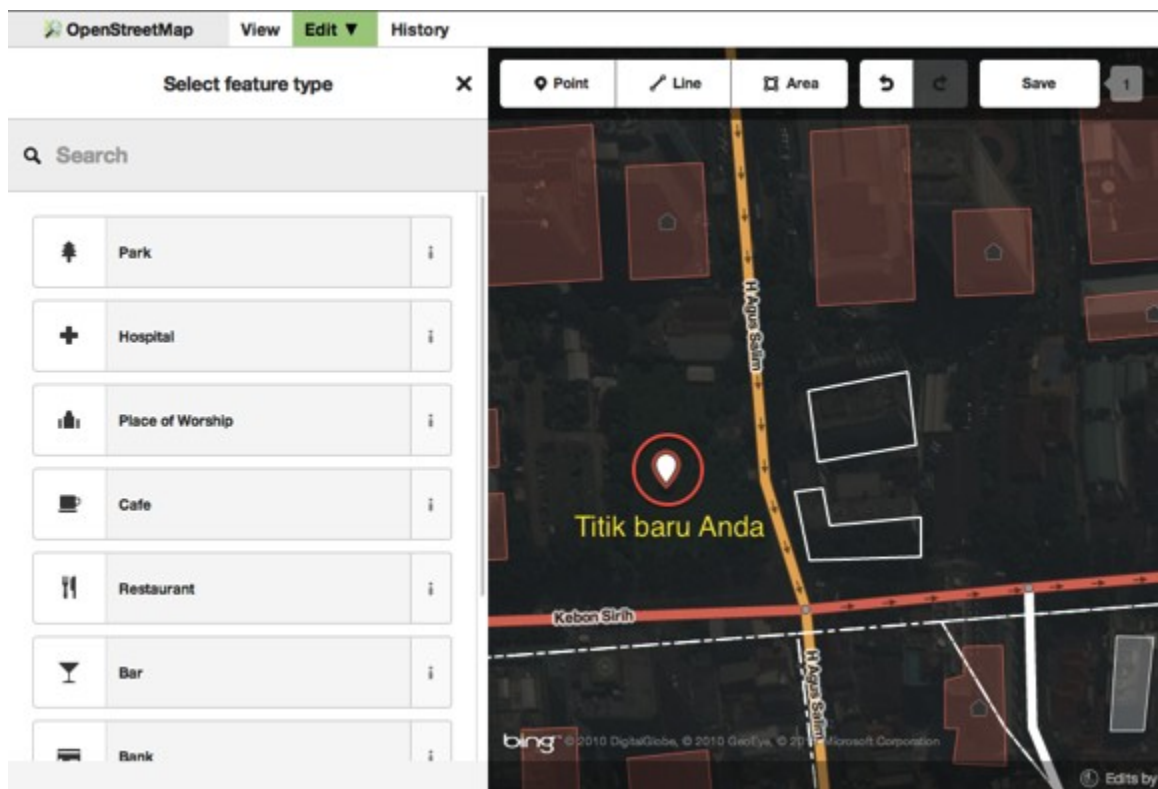 OpenStreetMap View Edit ▼ History
Select feature type
Point Line Area Save 1
Search
Park
Hospital
Place of Worship
Cafe
Restaurant
Bar
Bank
H Agus Salim
Titik baru Anda
Kebon Sirih
H Agus Salim
bing © 2010 DigitalGlobe, © 2010 GeoEye, © 201 Microsoft Corporation
Edits by